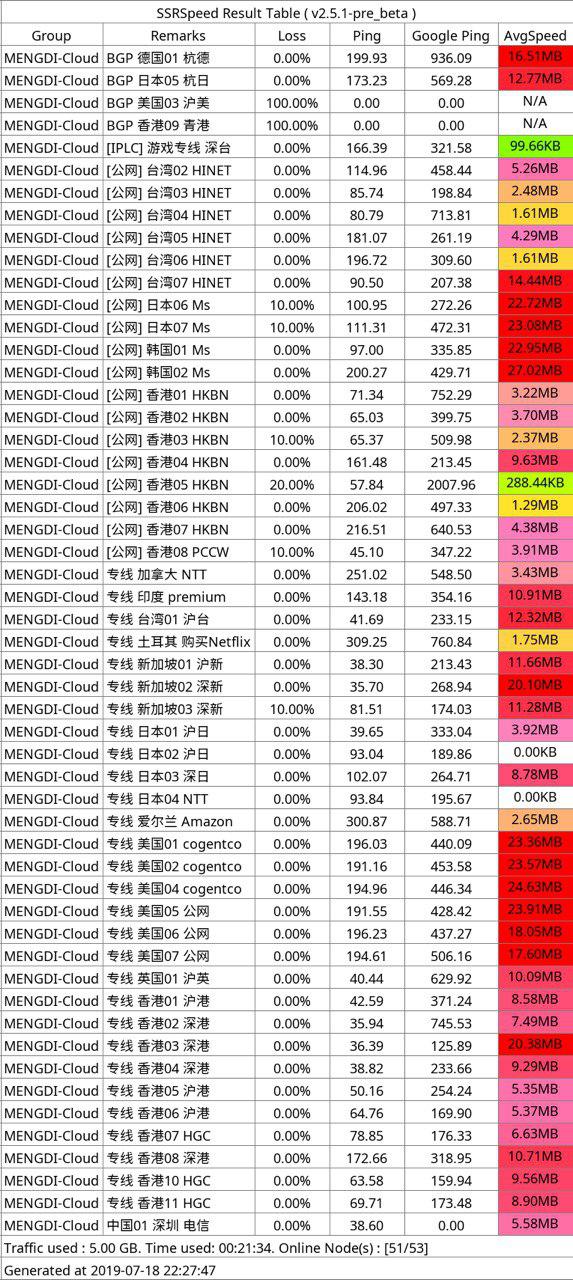 SSRSpeed Result Table ( v2.5.1-pre_beta )
Group Remarks Loss Ping Google Ping AvgSpeed
MENGDI-Cloud BGP 德国01 杭德 0.00% 199.93 936.09 16.51MB
MENGDI-Cloud BGP 日本05 杭日 0.00% 173.23 569.28 12.77MB
MENGDI-Cloud BGP 美国03 沪美 100.00% 0.00 0.00 N/A
MENGDI-Cloud BGP 香港09 青港 100.00% 0.00 0.00 N/A
MENGDI-Cloud [IPLC] 游戏专线 深台 0.00% 166.39 321.58 99.66KB
MENGDI-Cloud [公网] 台湾02 HINET 0.00% 114.96 458.44 5.26MB
MENGDI-Cloud [公网] 台湾03 HINET 0.00% 85.74 198.84 2.48MB
MENGDI-Cloud [公网] 台湾04 HINET 0.00% 80.79 713.81 1.61MB
MENGDI-Cloud [公网] 台湾05 HINET 0.00% 181.07 261.19 4.29MB
MENGDI-Cloud [公网] 台湾06 HINET 0.00% 196.72 309.60 1.61MB
MENGDI-Cloud [公网] 台湾07 HINET 0.00% 90.50 207.38 14.44MB
MENGDI-Cloud [公网] 日本06 Ms 10.00% 100.95 272.26 22.72MB
MENGDI-Cloud [公网] 日本07 Ms 10.00% 111.31 472.31 23.08MB
MENGDI-Cloud [公网] 韩国01 Ms 0.00% 97.00 335.85 22.95MB
MENGDI-Cloud [公网] 韩国02 Ms 0.00% 200.27 429.71 27.02MB
MENGDI-Cloud [公网] 香港01 HKBN 0.00% 71.34 752.29 3.22MB
MENGDI-Cloud [公网] 香港02 HKBN 0.00% 65.03 399.75 3.70MB
MENGDI-Cloud [公网] 香港03 HKBN 10.00% 65.37 509.98 2.37MB
MENGDI-Cloud [公网] 香港04 HKBN 0.00% 161.48 213.45 9.63MB
MENGDI-Cloud [公网] 香港05 HKBN 20.00% 57.84 2007.96 288.44KB
MENGDI-Cloud [公网] 香港06 HKBN 0.00% 206.02 497.33 1.29MB
MENGDI-Cloud [公网] 香港07 HKBN 0.00% 216.51 640.53 4.38MB
MENGDI-Cloud [公网] 香港08 PCCW 10.00% 45.10 347.22 3.91MB
MENGDI-Cloud 专线 加拿大 NTT 0.00% 251.02 548.50 3.43MB
MENGDI-Cloud 专线 印度 premium 0.00% 143.18 354.16 10.91MB
MENGDI-Cloud 专线 台湾01 沪台 0.00% 41.69 233.15 12.32MB
MENGDI-Cloud 专线 土耳其 购买Netflix 0.00% 309.25 760.84 1.75MB
MENGDI-Cloud 专线 新加坡01 沪新 0.00% 38.30 213.43 11.66MB
MENGDI-Cloud 专线 新加坡02 深新 0.00% 35.70 268.94 20.10MB
MENGDI-Cloud 专线 新加坡03 深新 10.00% 81.51 174.03 11.28MB
MENGDI-Cloud 专线 日本01 沪日 0.00% 39.65 333.04 3.92MB
MENGDI-Cloud 专线 日本02 沪日 0.00% 93.04 189.86 0.00KB
MENGDI-Cloud 专线 日本03 深日 0.00% 102.07 264.71 8.78MB
MENGDI-Cloud 专线 日本04 NTT 0.00% 93.84 195.67 0.00KB
MENGDI-Cloud 专线 爱尔兰 Amazon 0.00% 300.87 588.71 2.65MB
MENGDI-Cloud 专线 美国01 cogentco 0.00% 196.03 440.09 23.36MB
MENGDI-Cloud 专线 美国02 cogentco 0.00% 191.16 453.58 23.57MB
MENGDI-Cloud 专线 美国04 cogentco 0.00% 194.96 446.34 24.63MB
MENGDI-Cloud 专线 美国05 公网 0.00% 191.55 428.42 23.91MB
MENGDI-Cloud 专线 美国06 公网 0.00% 196.23 437.27 18.05MB
MENGDI-Cloud 专线 美国07 公网 0.00% 194.61 506.16 17.60MB
MENGDI-Cloud 专线 英国01 沪英 0.00% 40.44 629.92 10.09MB
MENGDI-Cloud 专线 香港01 沪港 0.00% 42.59 371.24 8.58MB
MENGDI-Cloud 专线 香港02 深港 0.00% 35.94 745.53 7.49MB
MENGDI-Cloud 专线 香港03 深港 0.00% 36.39 125.89 20.38MB
MENGDI-Cloud 专线 香港04 深港 0.00% 38.82 233.66 9.29MB
MENGDI-Cloud 专线 香港05 沪港 0.00% 50.16 254.24 5.35MB
MENGDI-Cloud 专线 香港06 沪港 0.00% 64.76 169.90 5.37MB
MENGDI-Cloud 专线 香港07 HGC 0.00% 78.85 176.33 6.63MB
MENGDI-Cloud 专线 香港08 深港 0.00% 172.66 318.95 10.71MB
MENGDI-Cloud 专线 香港10 HGC 0.00% 63.58 159.94 9.56MB
MENGDI-Cloud 专线 香港11 HGC 0.00% 69.71 173.48 8.90MB
MENGDI-Cloud 中国01 深圳 电信 0.00% 38.60 0.00 5.58MB
Traffic used : 5.00 GB. Time used: 00:21:34. Online Node(s) : [51/53]
Generated at 2019-07-18 22:27:47